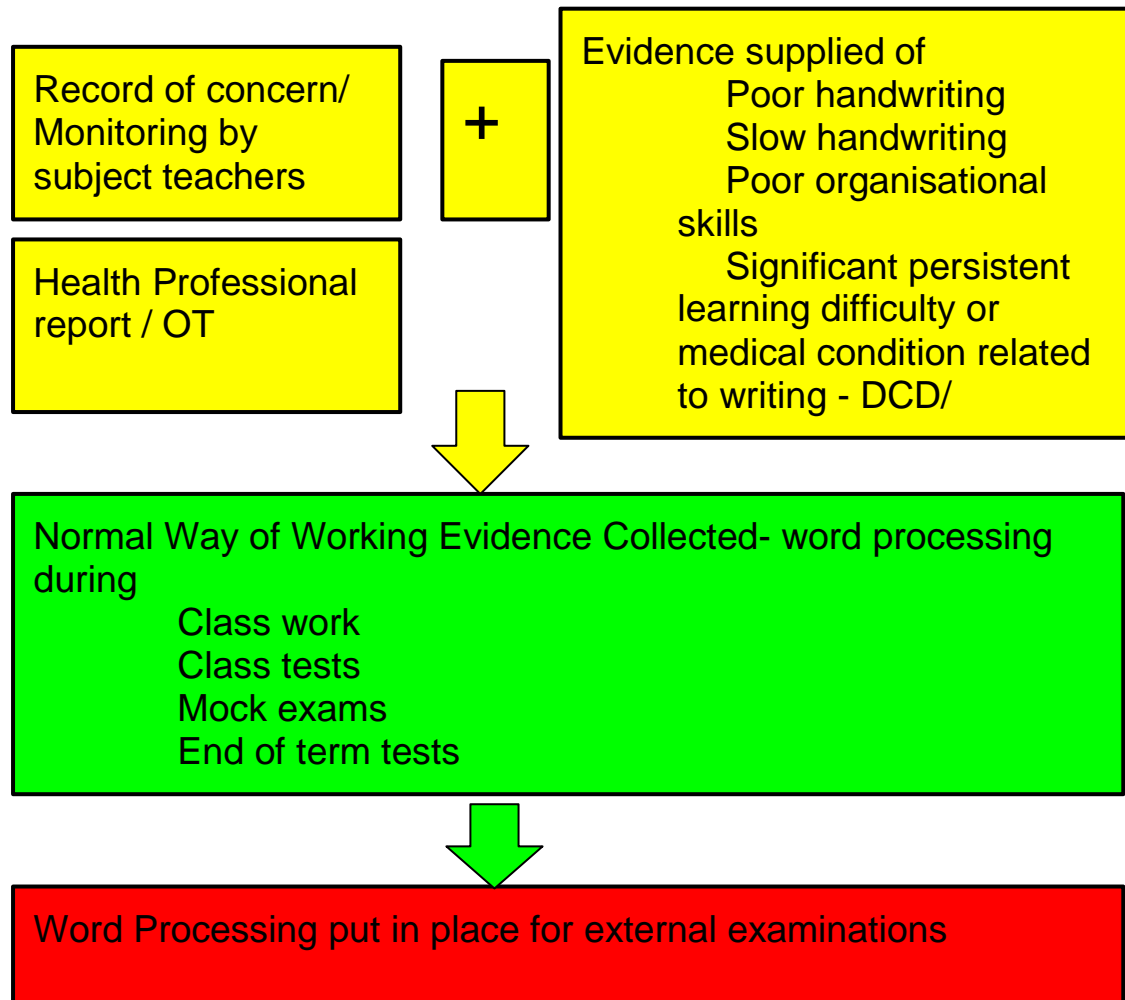 Record of concern/
Monitoring by
subject teachers
+
Evidence supplied of
Poor handwriting
Slow handwriting
Poor organisational
skills
Significant persistent
learning difficulty or
medical condition related
to writing - DCD/
Health Professional
report / OT
Normal Way of Working Evidence Collected- word processing
during
Class work
Class tests
Mock exams
End of term tests
Word Processing put in place for external examinations